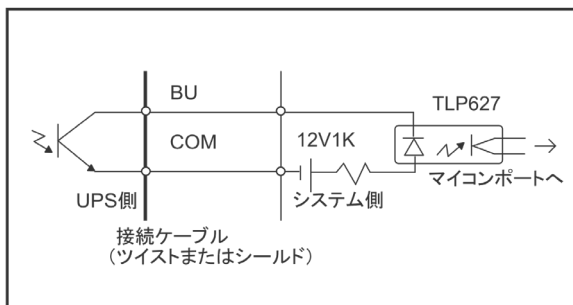 BU
TLP627
COM
12V1K
マイコンポートへ
UPS側
システム側
接続ケーブル
（ツイストまたはシールド）